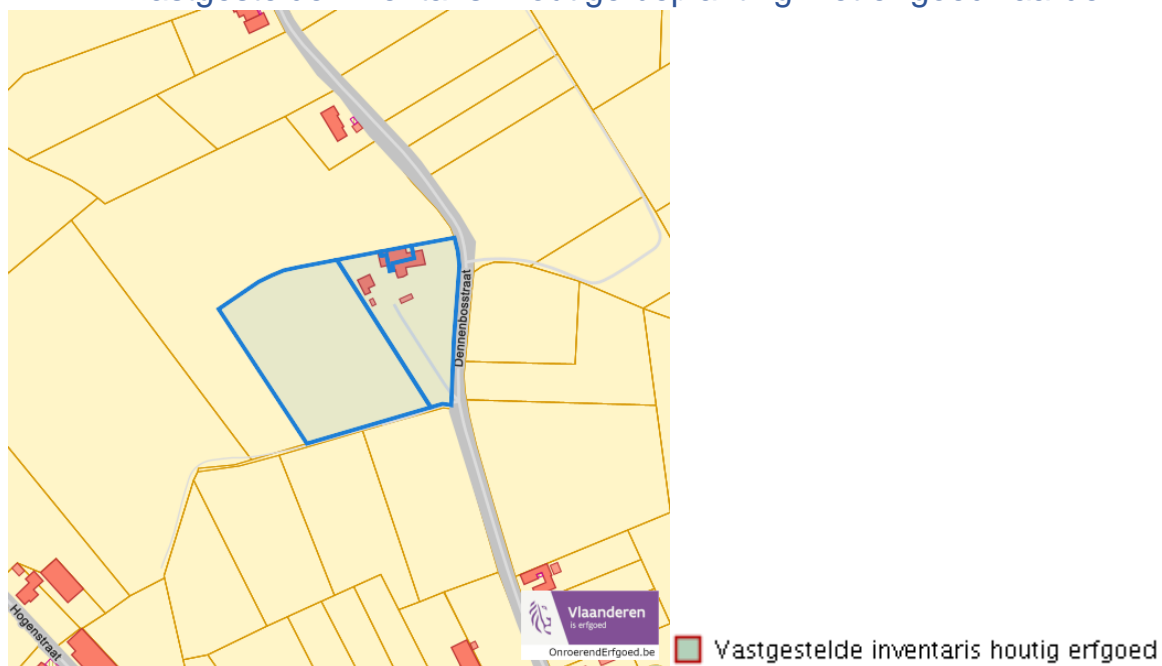 Dennenbosstraat
Hogenstraat
Vlaanderen
is erfgoed
OnroerendErfgoed.be
Vastgestelde inventaris houtig erfgoed